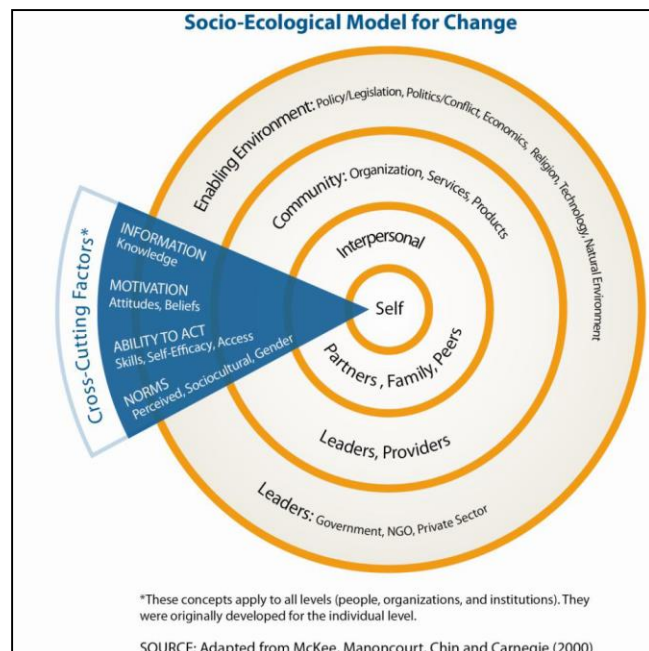 Socio-Ecological Model for Change
Enabling Environment: Policy/Legislation, Politics/Conflict, Economics, Religion, Technology, Natural Environment
Community: Organization, Services, Products
Interpersonal
Self
Partners, Family, Peers
Leaders, Providers
Leaders: Government, NGO, Private Sector
Cross-Cutting Factors*
INFORMATION
Knowledge
MOTIVATION
Attitudes, Beliefs
ABILITY TO ACT
Skills, Self-Efficacy, Access
NORMS
Perceived, Sociocultural, Gender
*These concepts apply to all levels (people, organizations, and institutions). They
were originally developed for the individual level.
SOURCE: Adapted from McKee, Manoncourt, Chin and Carnegie (2000)